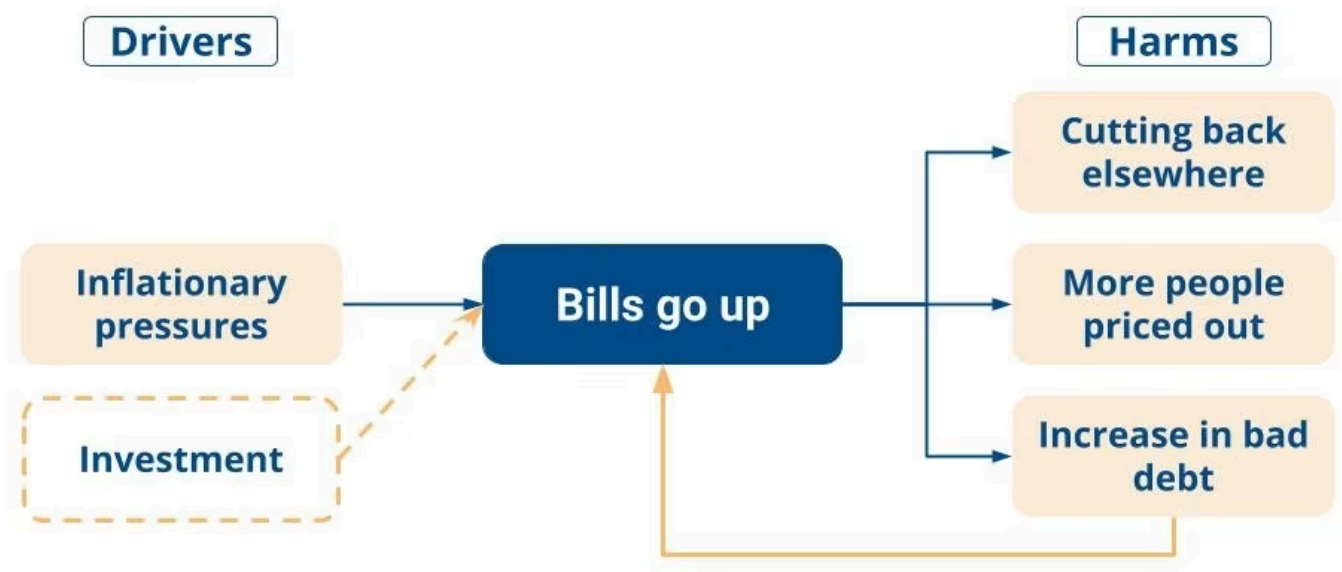 Drivers
Harms
Cutting back
elsewhere
Inflationary
pressures
Bills go up
More people
priced out
Investment
Increase in bad
debt